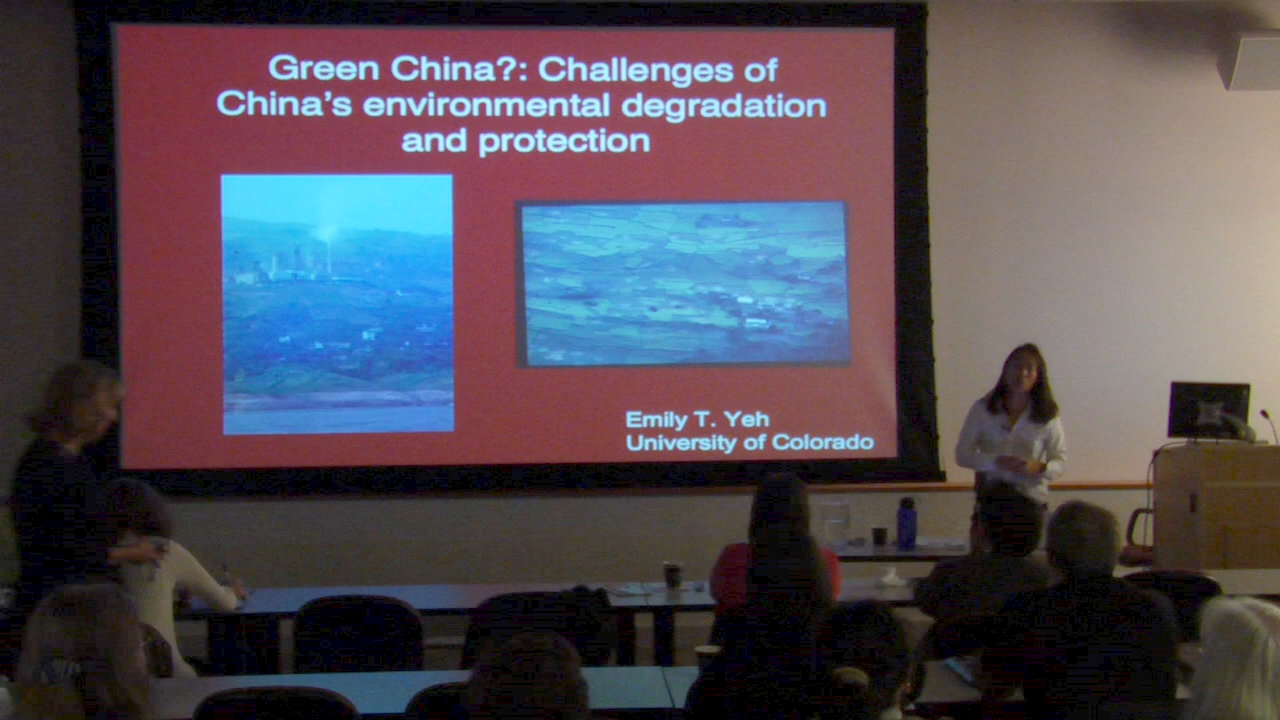 Green China?: Challenges of
China's environmental degradation
and protection
Emily T. Yeh
University of Colorado